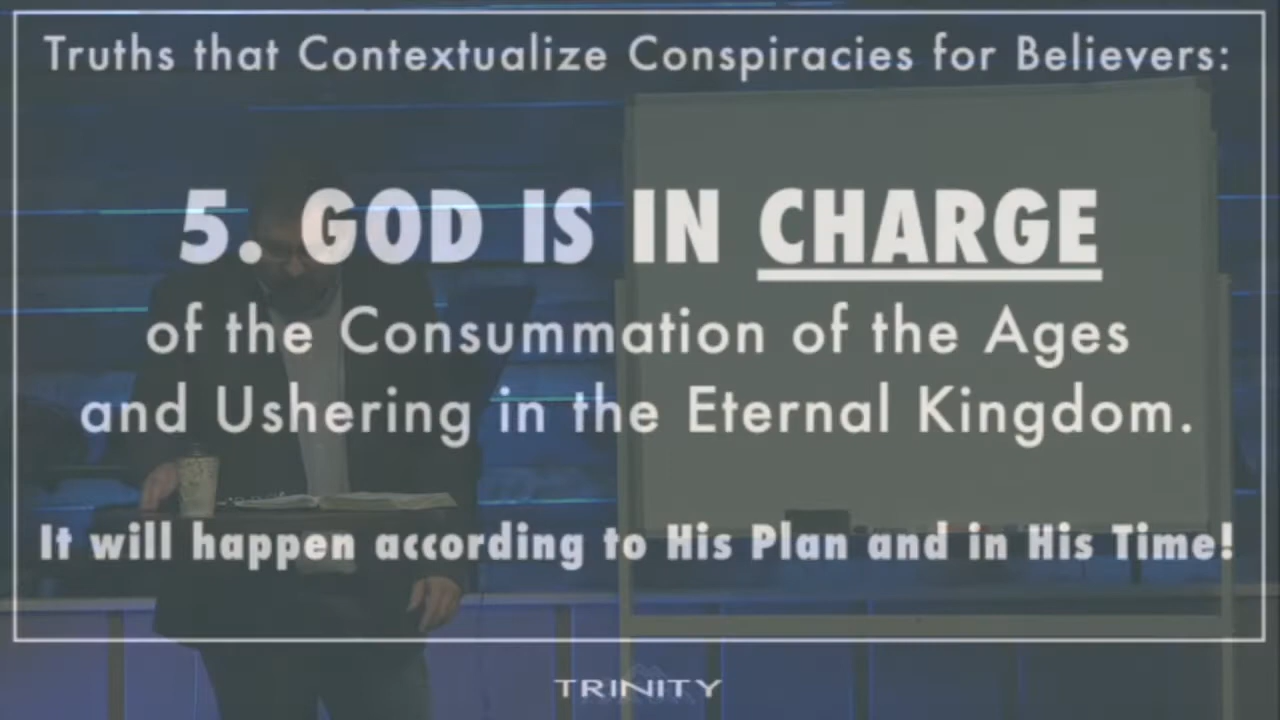 Truths that Contextualize Conspiracies for Believers:
5. GOD IS IN CHARGE
of the Consummation of the Ages
and Ushering in the Eternal Kingdom.
It will happen according to His Plan and in His Time!
TRINITY